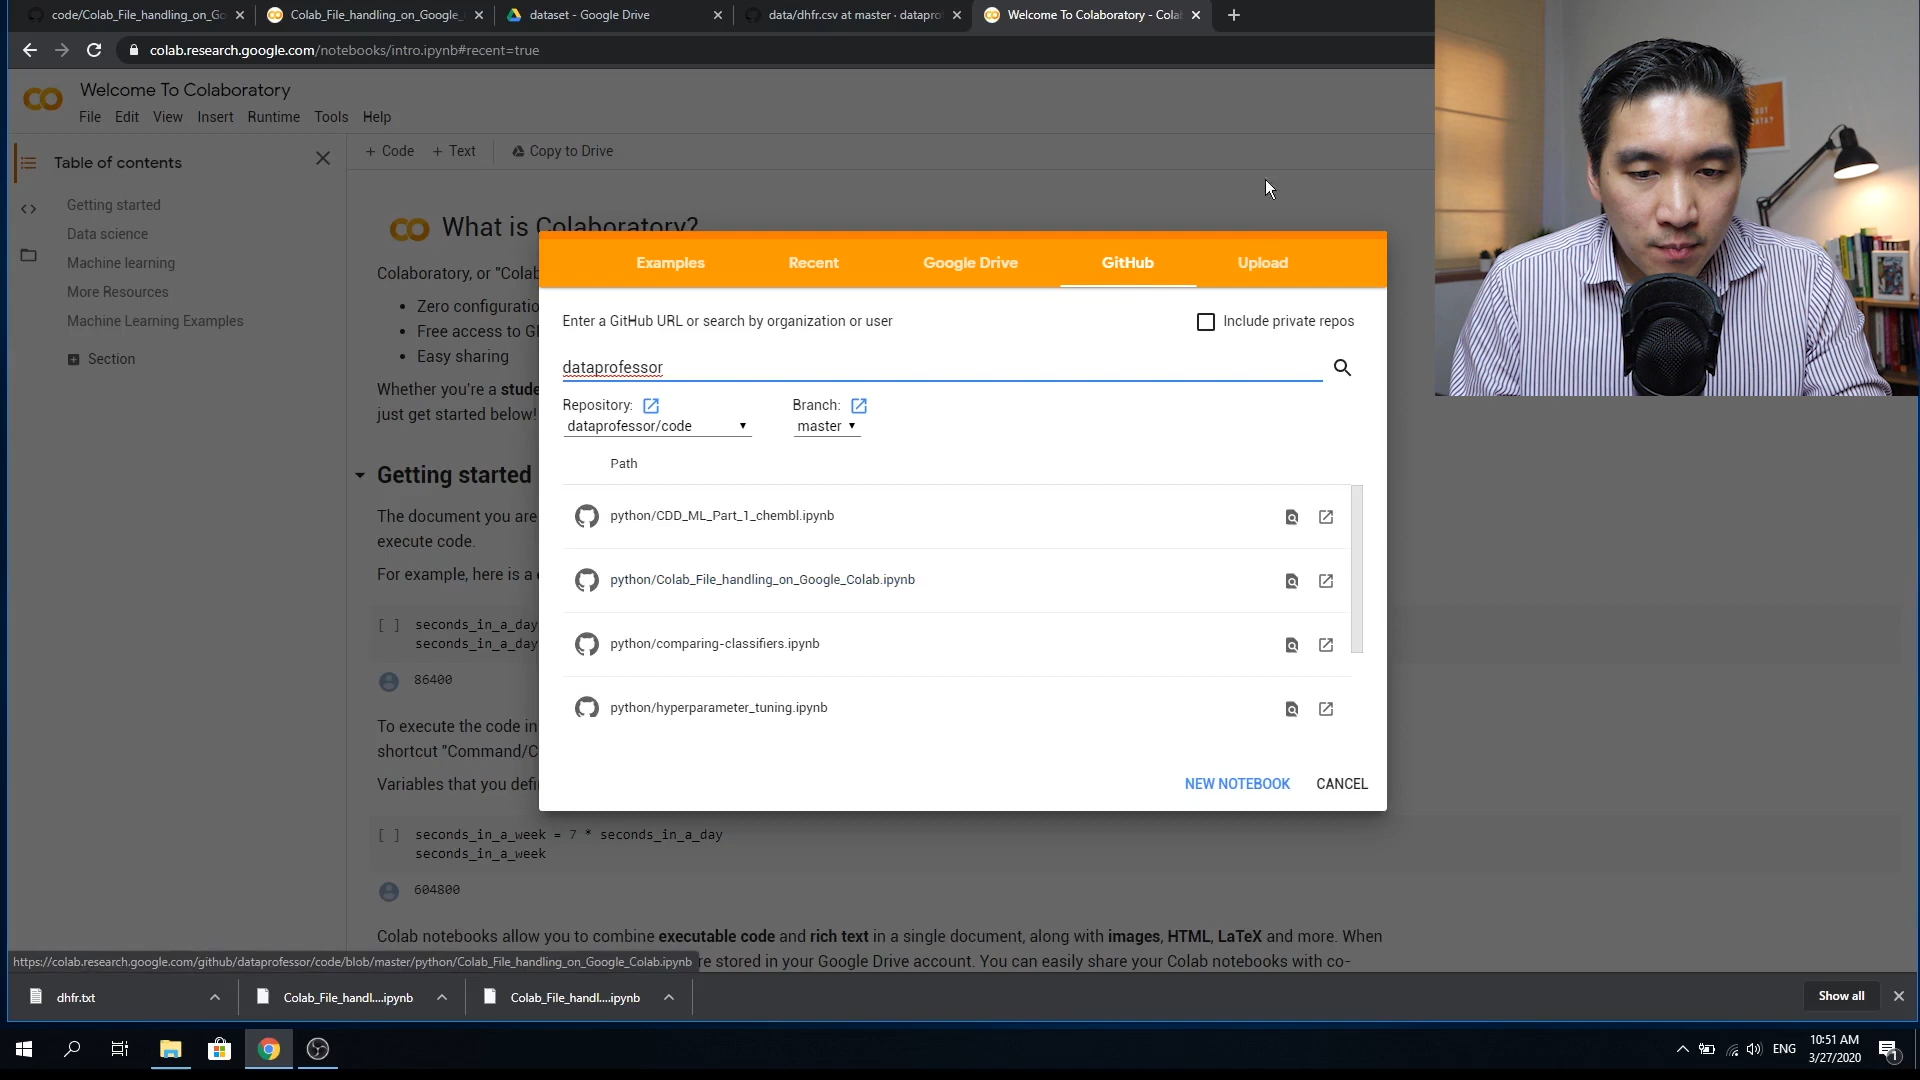 code/Colab_File_handling_on_Go
Colab_File_handling_on_Google_
dataset - Google Drive
data/dhfr.csv at master · datapro
Welcome To Colaboratory - Cola
colab.research.google.com/notebooks/intro.ipynb#recent=true
Welcome To Colaboratory
File Edit View Insert Runtime Tools Help
Table of contents
+ Code + Text Copy to Drive
Getting started
Data science
Machine learning
More Resources
Machine Learning Examples
Section
What is Colaboratory?
Colaboratory, or "Colab
Zero configuratio
Free access to G
Easy sharing
Whether you're a stude
just get started below!
Getting started
The document you are
execute code.
For example, here is a
[ ] seconds_in_a_day
seconds_in_a_day
86400
To execute the code in
shortcut "Command/C
Variables that you defi
[ ] seconds_in_a_week = 7 * seconds_in_a_day
seconds_in_a_week
604800
Colab notebooks allow you to combine executable code and rich text in a single document, along with images, HTML, LaTeX and more. When
re stored in your Google Drive account. You can easily share your Colab notebooks with co-
Examples Recent Google Drive GitHub Upload
Enter a GitHub URL or search by organization or user
Include private repos
dataprofessor
Repository: Branch:
dataprofessor/code master
Path
python/CDD_ML_Part_1_chembl.ipynb
python/Colab_File_handling_on_Google_Colab.ipynb
python/comparing-classifiers.ipynb
python/hyperparameter_tuning.ipynb
NEW NOTEBOOK CANCEL
https://colab.research.google.com/github/dataprofessor/code/blob/master/python/Colab_File_handling_on_Google_Colab.ipynb
dhfr.txt
Colab_File_handl....ipynb
Colab_File_handl....ipynb
Show all
ENG
10:51 AM
3/27/2020
1